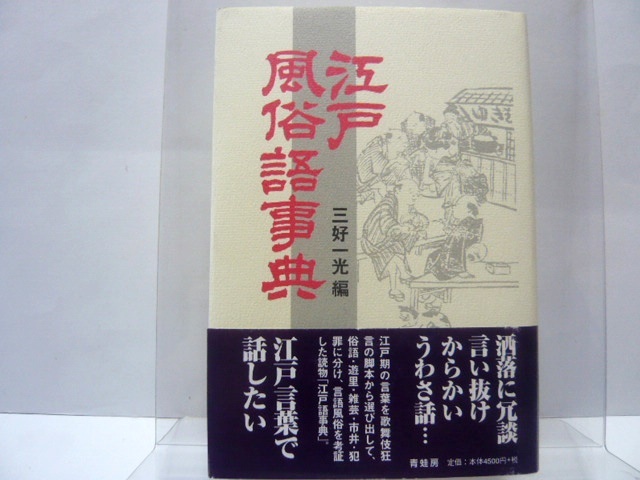 江戸
風俗語事典
三好一光 編
洒落に冗談
言い抜け
からかい
うわさ話…
江戸期の言葉を歌舞伎狂
言の脚本から選び出して、
俗語・遊里・雑芸・市井・犯
罪に分け、言語風俗を考証
した読物「江戸語事典」。
江戸言葉で
話したい
青蛙房
定価:本体4500円+税